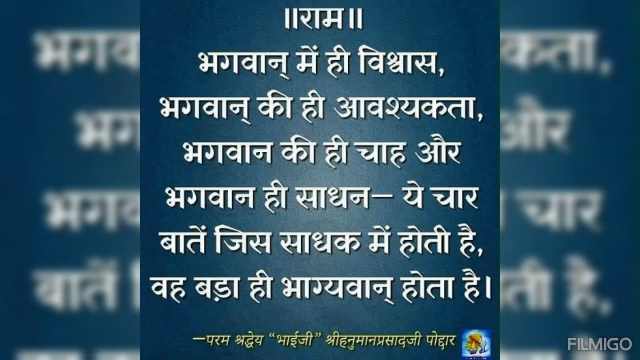 ॥राम॥
भगवान् में ही विश्वास,
भगवान् की ही आवश्यकता,
भगवान की ही चाह और
भगवान ही साधन– ये चार
बातें जिस साधक में होती है,
वह बड़ा ही भाग्यवान् होता है।
–परम श्रद्धेय “भाईजी” श्रीहनुमानप्रसादजी पोद्दार
FILMIGO